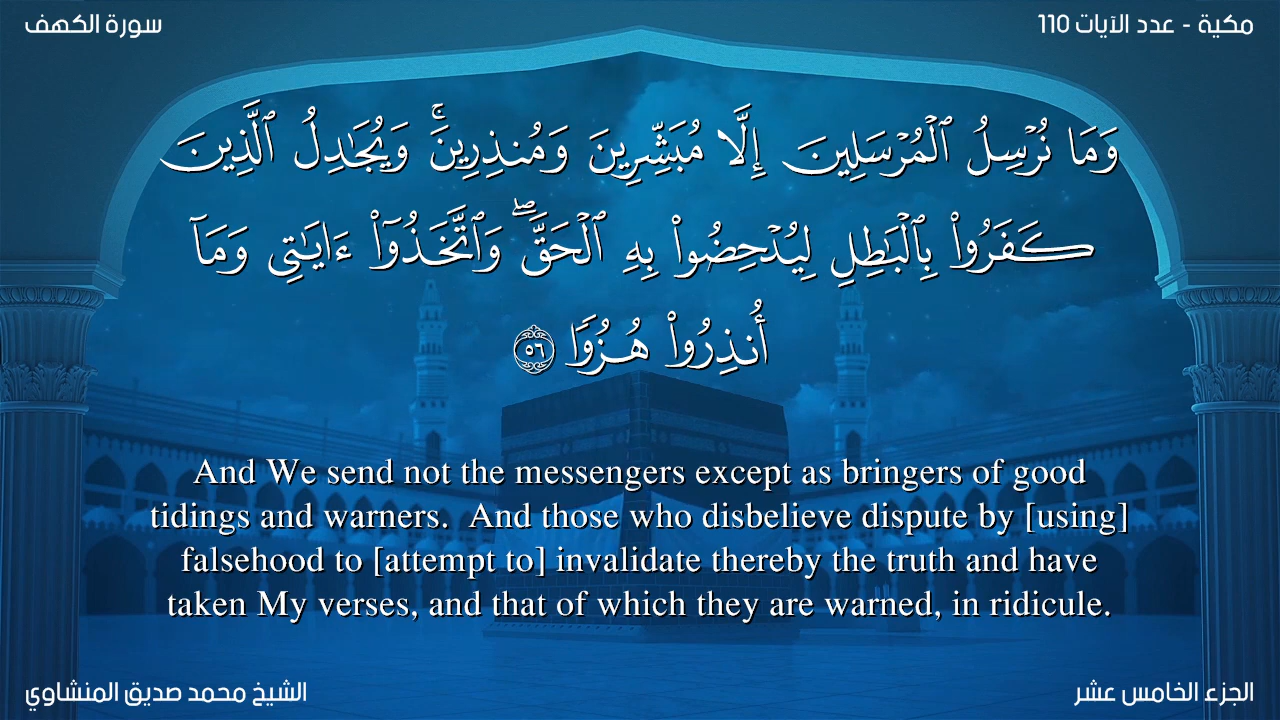 سورة الكهف
مكية - عدد الآيات 110
وَمَا نُرْسِلُ ٱلْمُرْسَلِينَ إِلَّا مُبَشِّرِينَ وَمُنذِرِينَ ۚ وَيُجَٰدِلُ ٱلَّذِينَ
كَفَرُوا۟ بِٱلْبَٰطِلِ لِيُدْحِضُوا۟ بِهِ ٱلْحَقَّ ۖ وَٱتَّخَذُوٓا۟ ءَايَٰتِى وَمَآ
أُنذِرُوا۟ هُزُوًا ٥٦
And We send not the messengers except as bringers of good
tidings and warners.  And those who disbelieve dispute by [using]
falsehood to [attempt to] invalidate thereby the truth and have
taken My verses, and that of which they are warned, in ridicule.
الشيخ محمد صديق المنشاوي
الجزء الخامس عشر